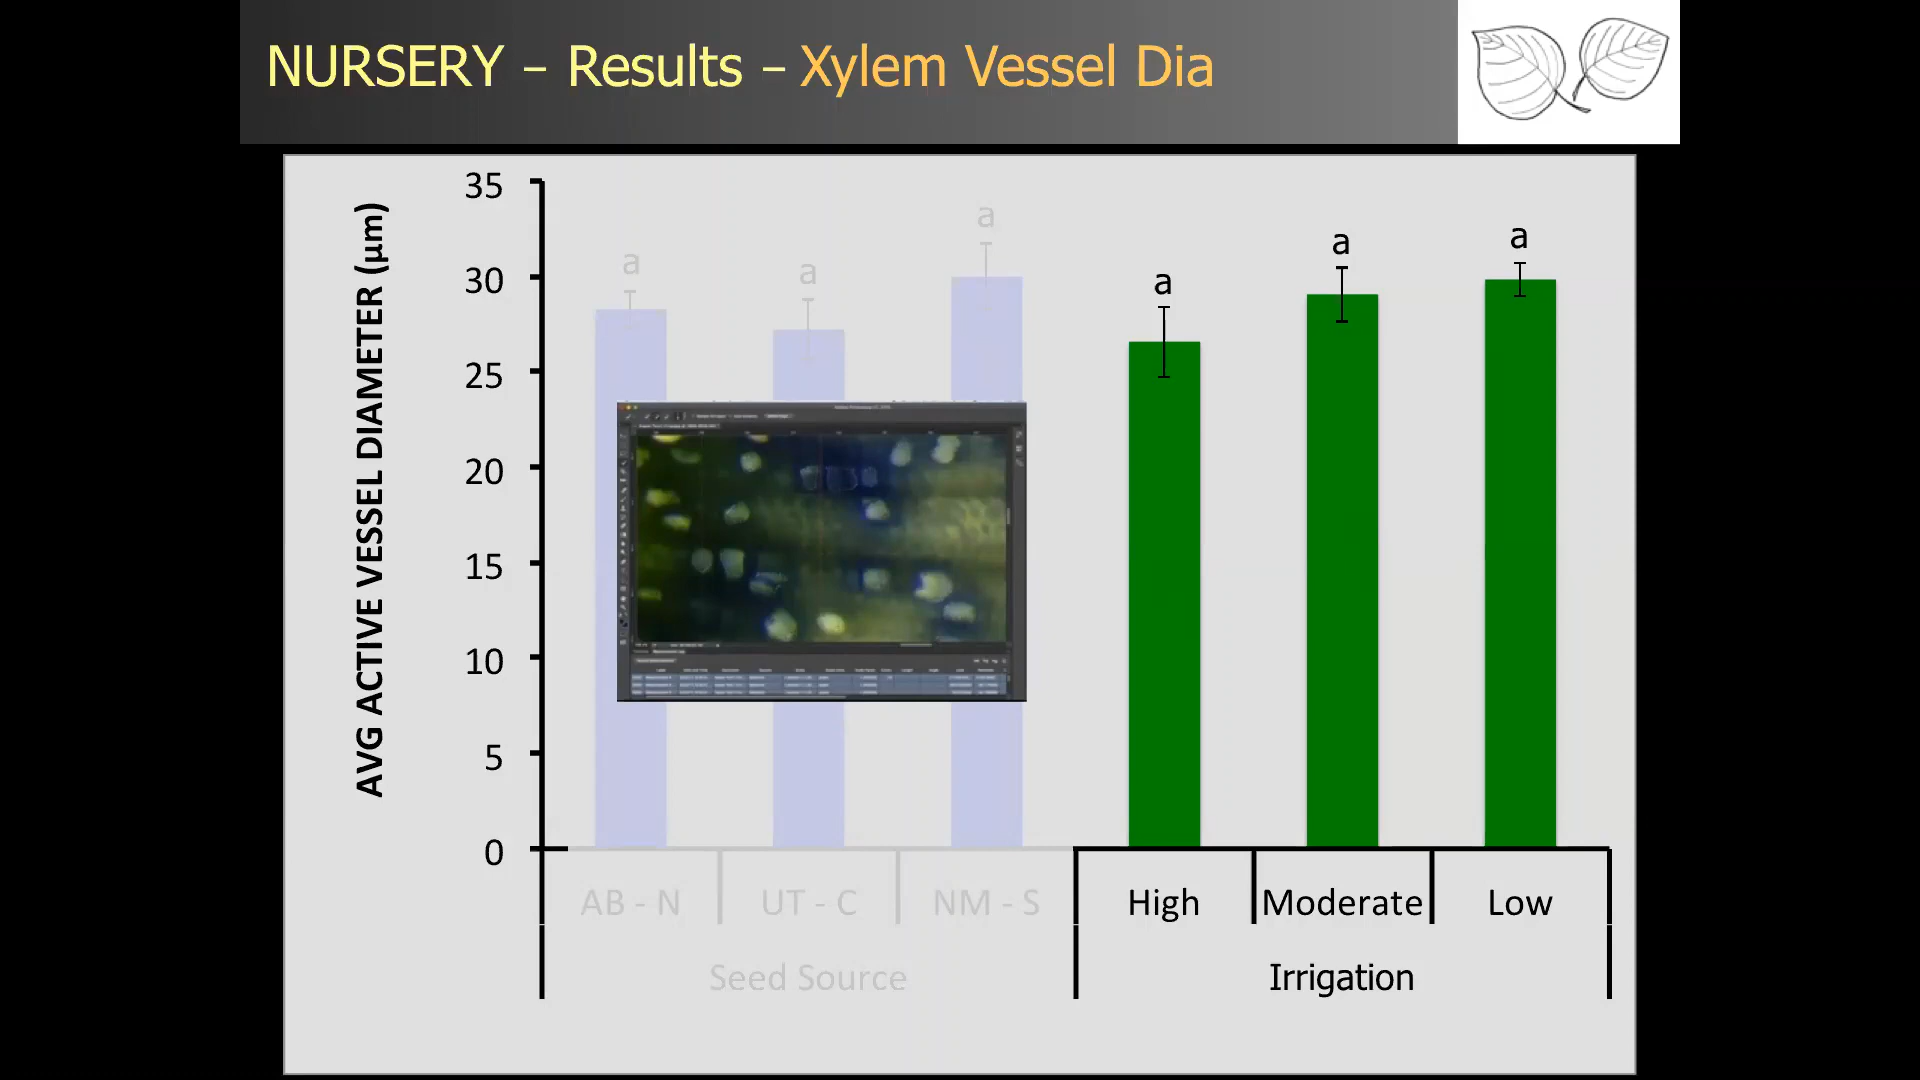 NURSERY – Results – Xylem Vessel Dia
AVG ACTIVE VESSEL DIAMETER (µm)
35
30
25
20
15
10
5
0
a
a
a
a
a
a
AB - N
UT - C
NM - S
High
Moderate
Low
Seed Source
Irrigation